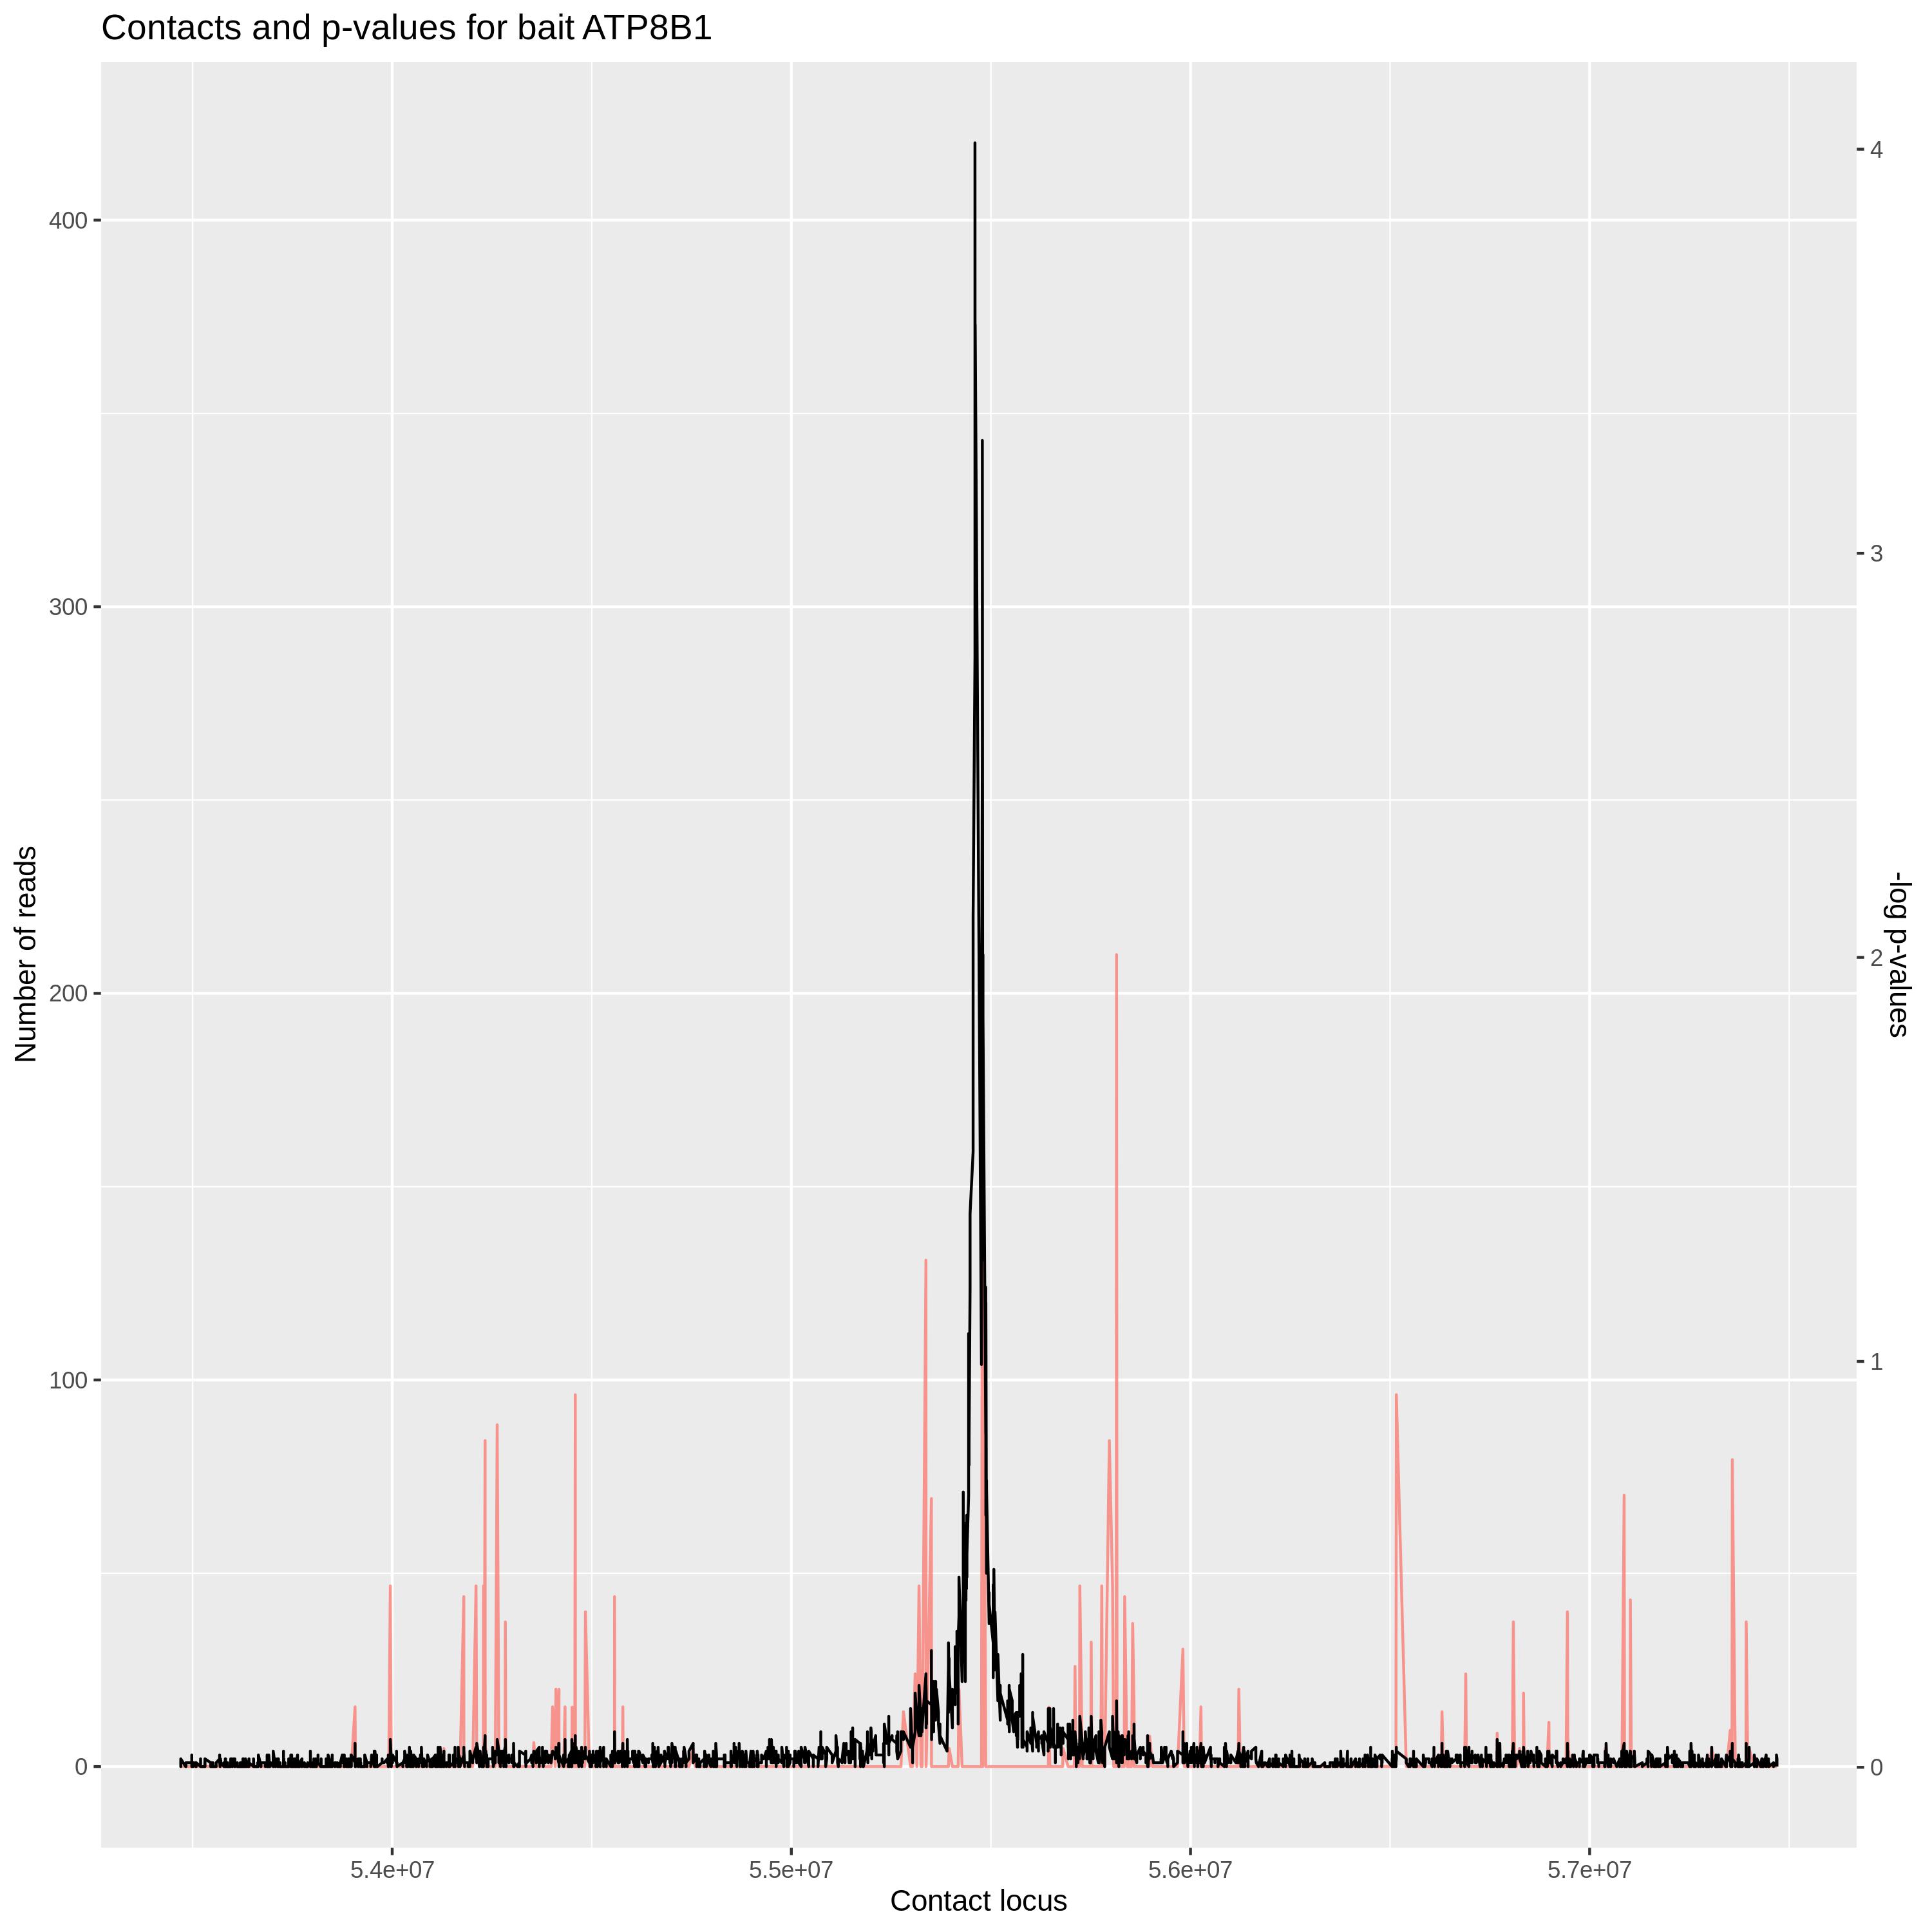 Contacts and p-values for bait ATP8B1
Number of reads
400
300
200
100
0
4
3
2
1
0
-log p-values
5.4e+07
5.5e+07
5.6e+07
5.7e+07
Contact locus